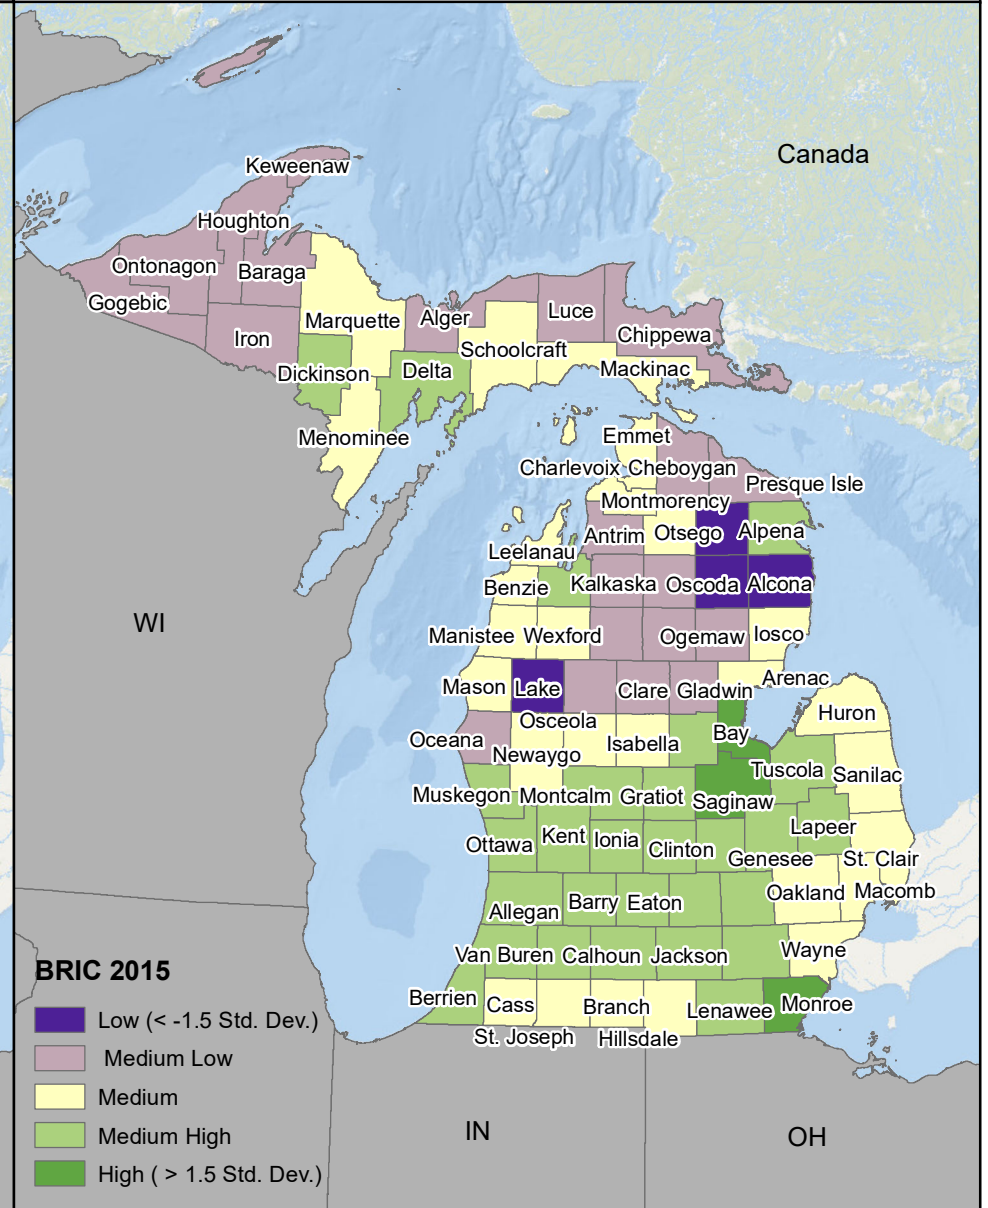 Canada
Keweenaw
Houghton
Ontonagon
Baraga
Gogebic
Iron
Marquette
Alger
Luce
Chippewa
Schoolcraft
Mackinac
Dickinson
Delta
Menominee
Emmet
Charlevoix
Cheboygan
Presque Isle
Montmorency
Antrim
Otsego
Alpena
Leelanau
Benzie
Kalkaska
Oscoda
Alcona
WI
Manistee
Wexford
Ogemaw
Iosco
Mason
Lake
Clare
Gladwin
Arenac
Osceola
Huron
Oceana
Newaygo
Isabella
Bay
Tuscola
Sanilac
Muskegon
Montcalm
Gratiot
Saginaw
Ottawa
Kent
Ionia
Clinton
Lapeer
Genesee
St. Clair
Allegan
Barry
Eaton
Oakland
Macomb
Van Buren
Calhoun
Jackson
Wayne
Berrien
Cass
Branch
Lenawee
Monroe
St. Joseph
Hillsdale
IN
OH
BRIC 2015
Low (< -1.5 Std. Dev.)
Medium Low
Medium
Medium High
High ( > 1.5 Std. Dev.)